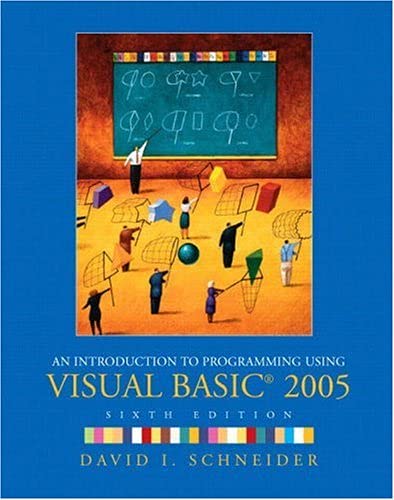 AN INTRODUCTION TO PROGRAMMING USING
VISUAL BASIC® 2005
SIXTH EDITION
DAVID I. SCHNEIDER